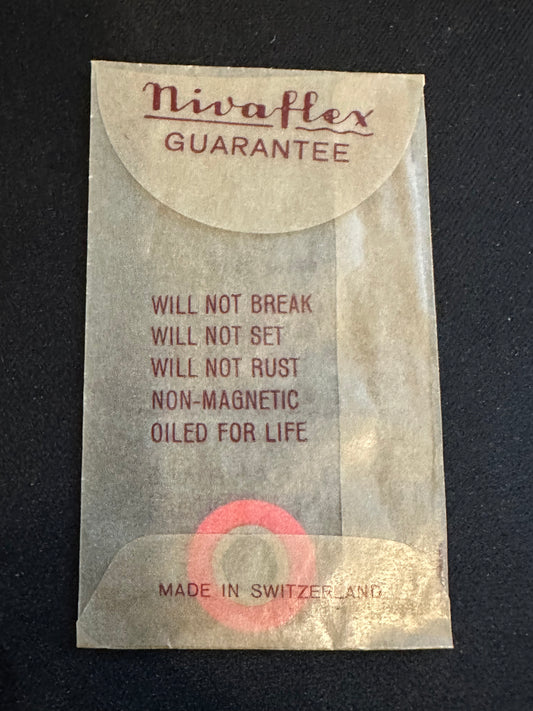 Nivaflex
GUARANTEE
WILL NOT BREAK
WILL NOT SET
WILL NOT RUST
NON-MAGNETIC
OILED FOR LIFE
MADE IN SWITZERLAND